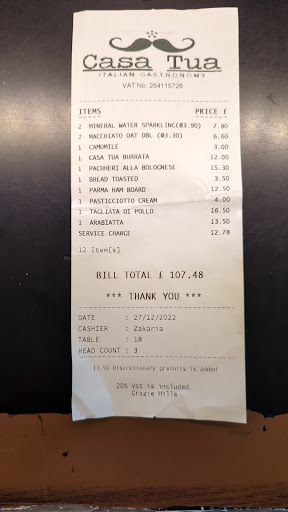 Casa Tua
ITALIAN GASTRONOMY
VAT No. 254115728
ITEMS PRICE £
2 MINERAL WATER SPARKLING(@3.90) 7.80
2 MACCHIATO OAT DBL (@3.30) 6.60
1 CAMOMILE 3.00
1 CASA TUA BURRATA 12.00
1 PACHHERI ALLA BOLOGNESE 15.30
1 BREAD TOASTED 3.50
1 PARMA HAM BOARD 12.50
1 PASTICCIOTTO CREAM 4.00
1 TAGLIATA DI POLLO 16.50
1 ARABIATTA 13.50
SERVICE CHARGE 12.78
12 Item[s]
BILL TOTAL £ 107.48
*** THANK YOU ***
DATE : 27/12/2022
CASHIER : Zakaria
TABLE : 18
HEAD COUNT : 3
13.50 Discretionary gratuity is added
20% Vat is included.
Grazie Mille